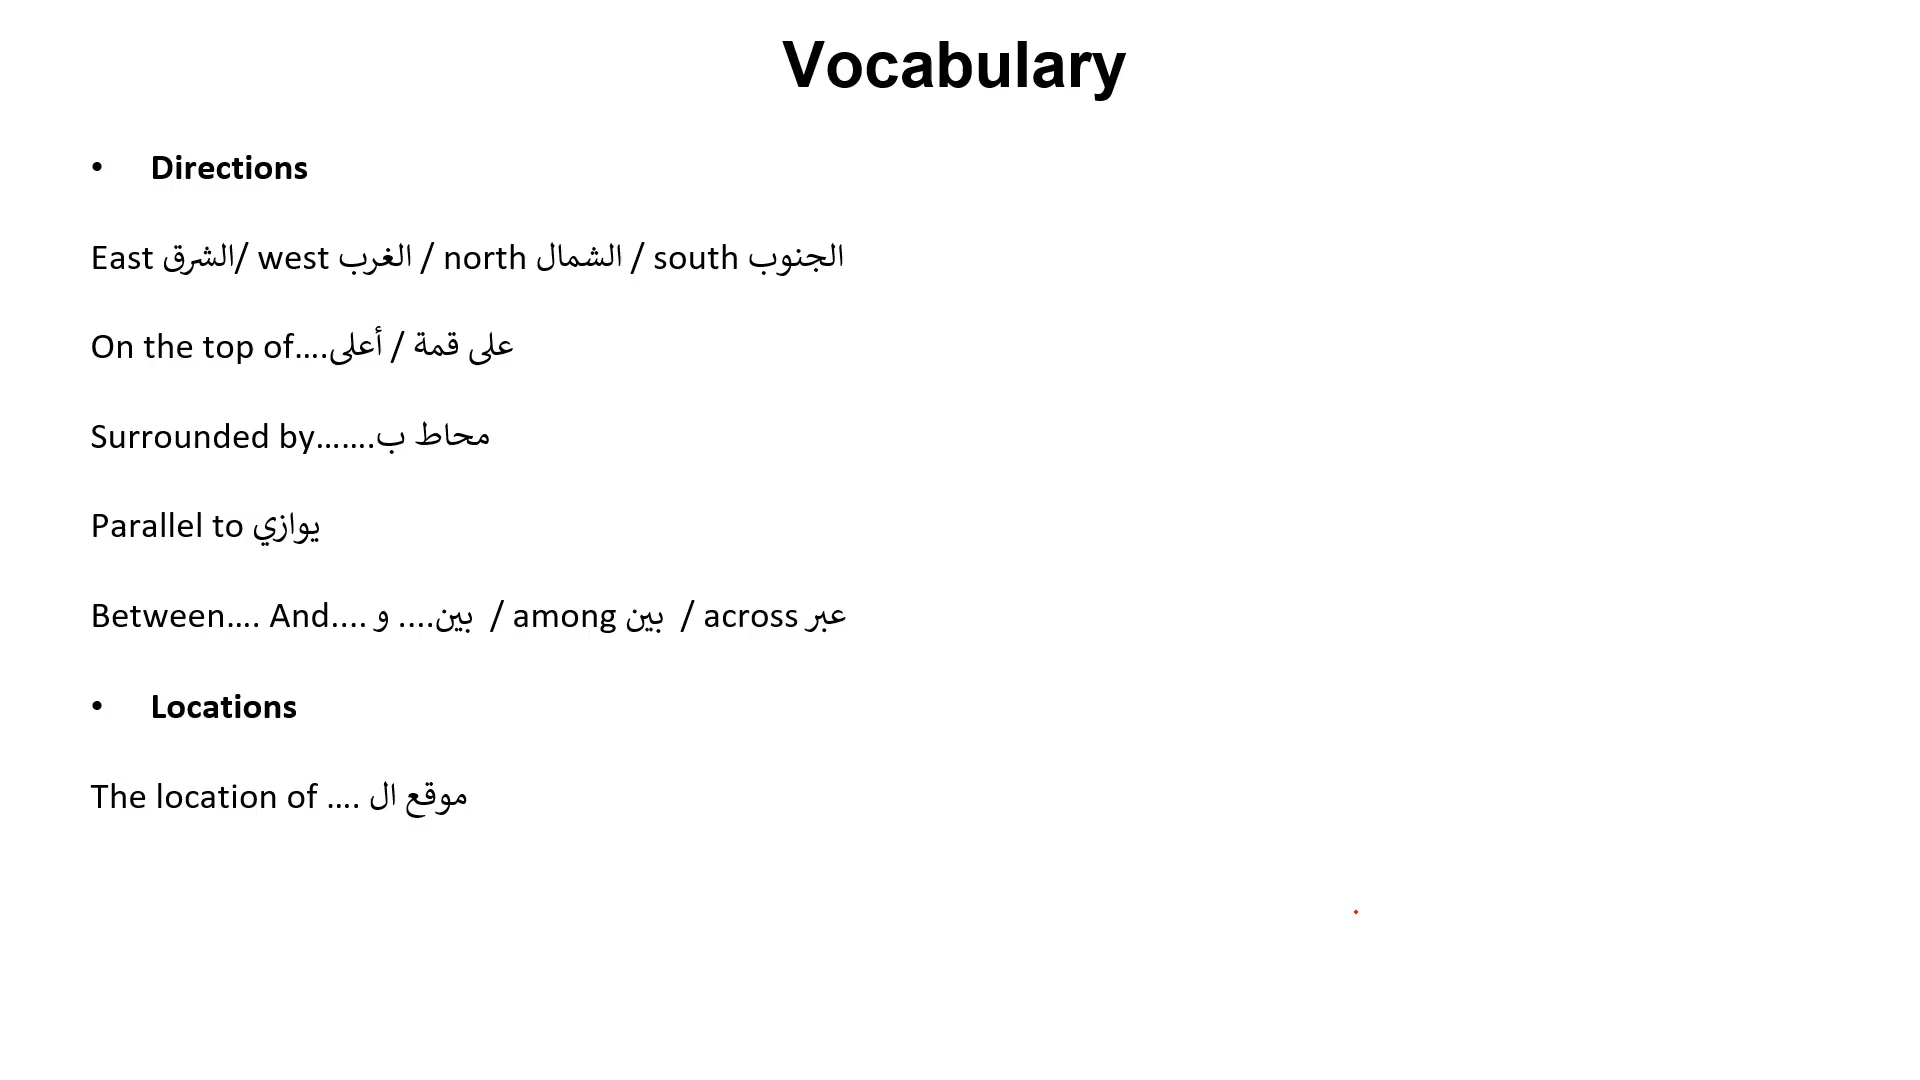 Vocabulary
• Directions
East الشرق/ west الغرب / north الشمال / south الجنوب
On the top of....على قمة / أعلى
Surrounded by.......محاط ب
Parallel to يوازي
Between.... And.... بين.... و / among بين / across عبر
• Locations
The location of .... موقع ال